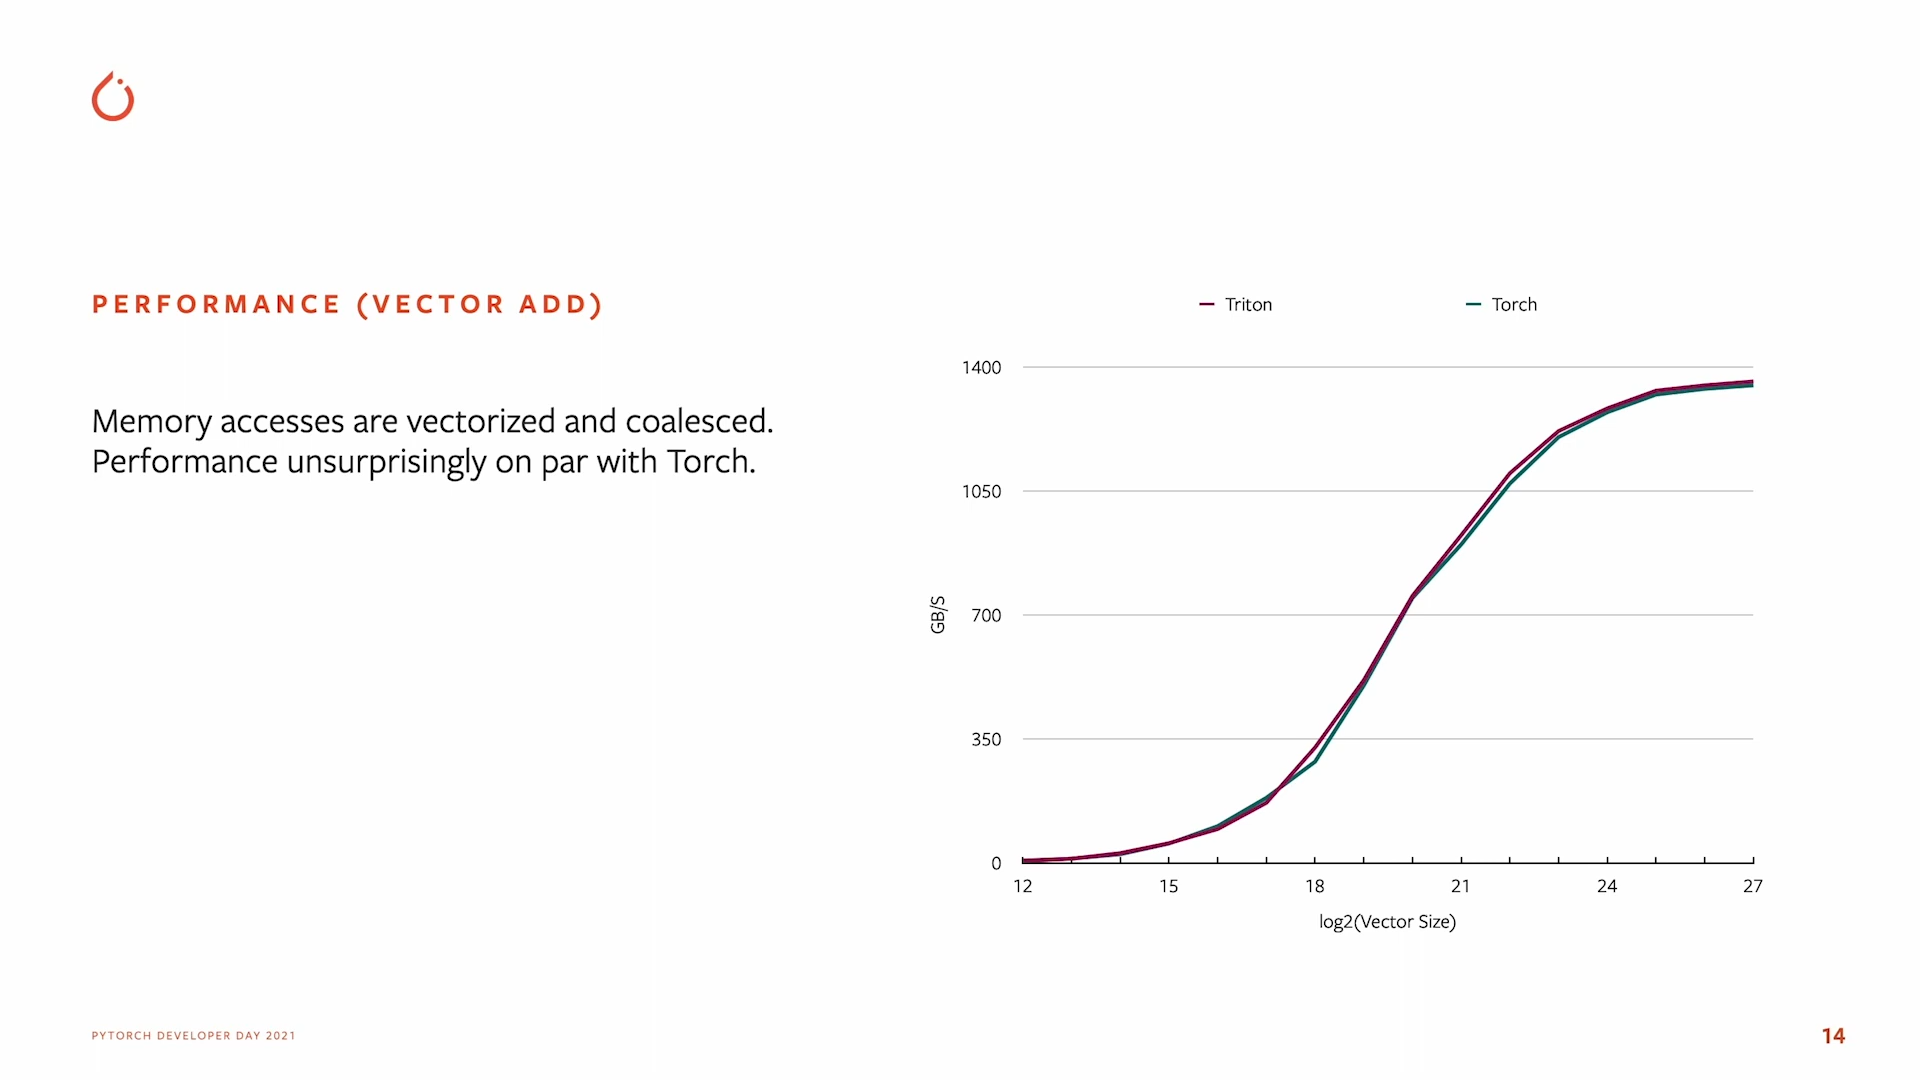 PERFORMANCE (VECTOR ADD)
Memory accesses are vectorized and coalesced.
Performance unsurprisingly on par with Torch.
Triton
Torch
1400
1050
700
350
0
GB/S
12
15
18
21
24
27
log2(Vector Size)
PYTORCH DEVELOPER DAY 2021
14